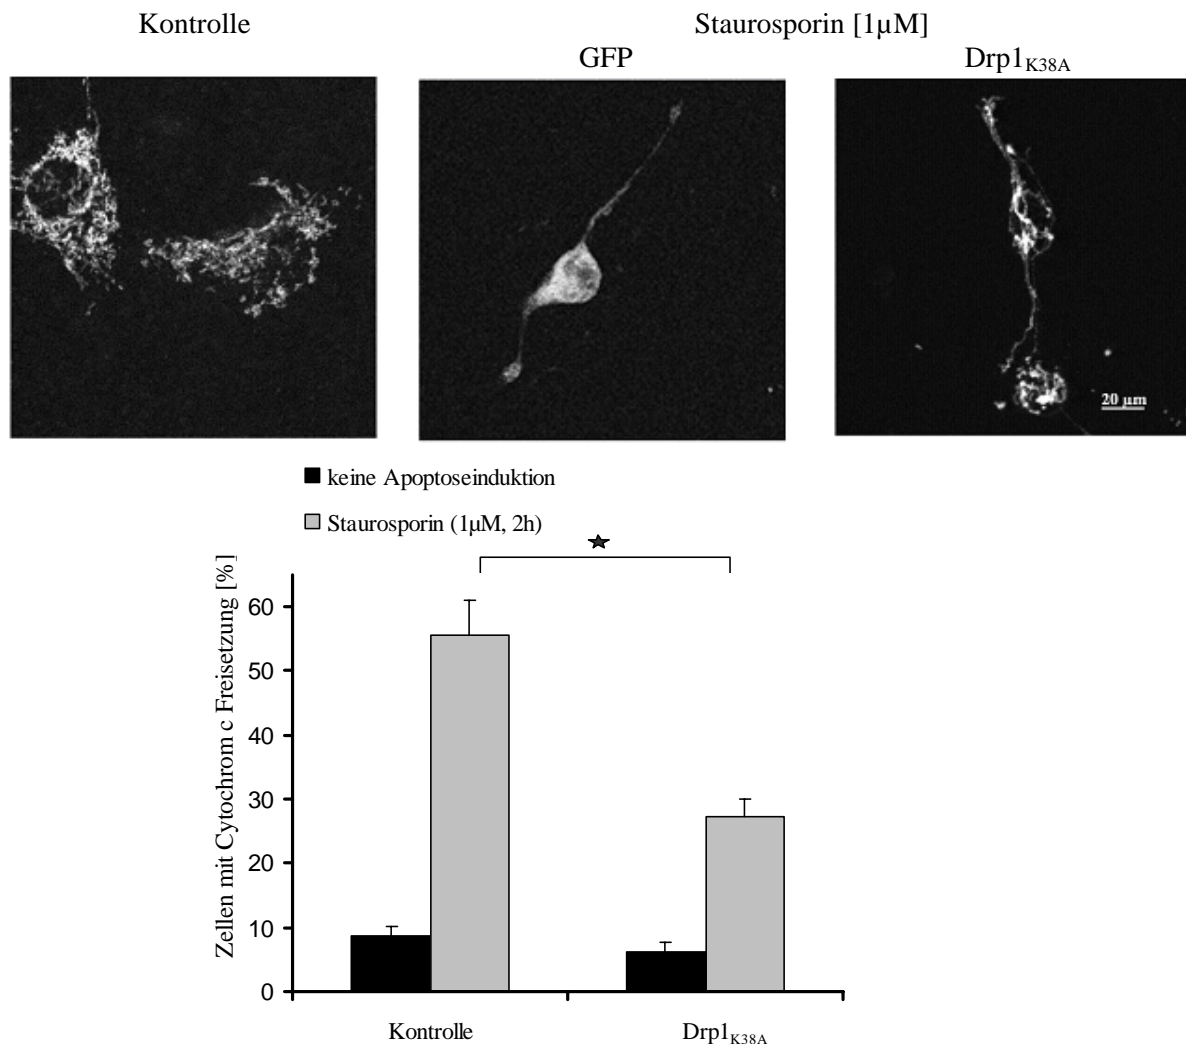 Kontrolle
Staurosporin [1µM]
GFP
Drp1K38A
20 µm
keine Apoptoseinduktion
Staurosporin (1µM, 2h)
Zellen mit Cytochrom c Freisetzung [%]
60
50
40
30
20
10
0
Kontrolle
Drp1K38A